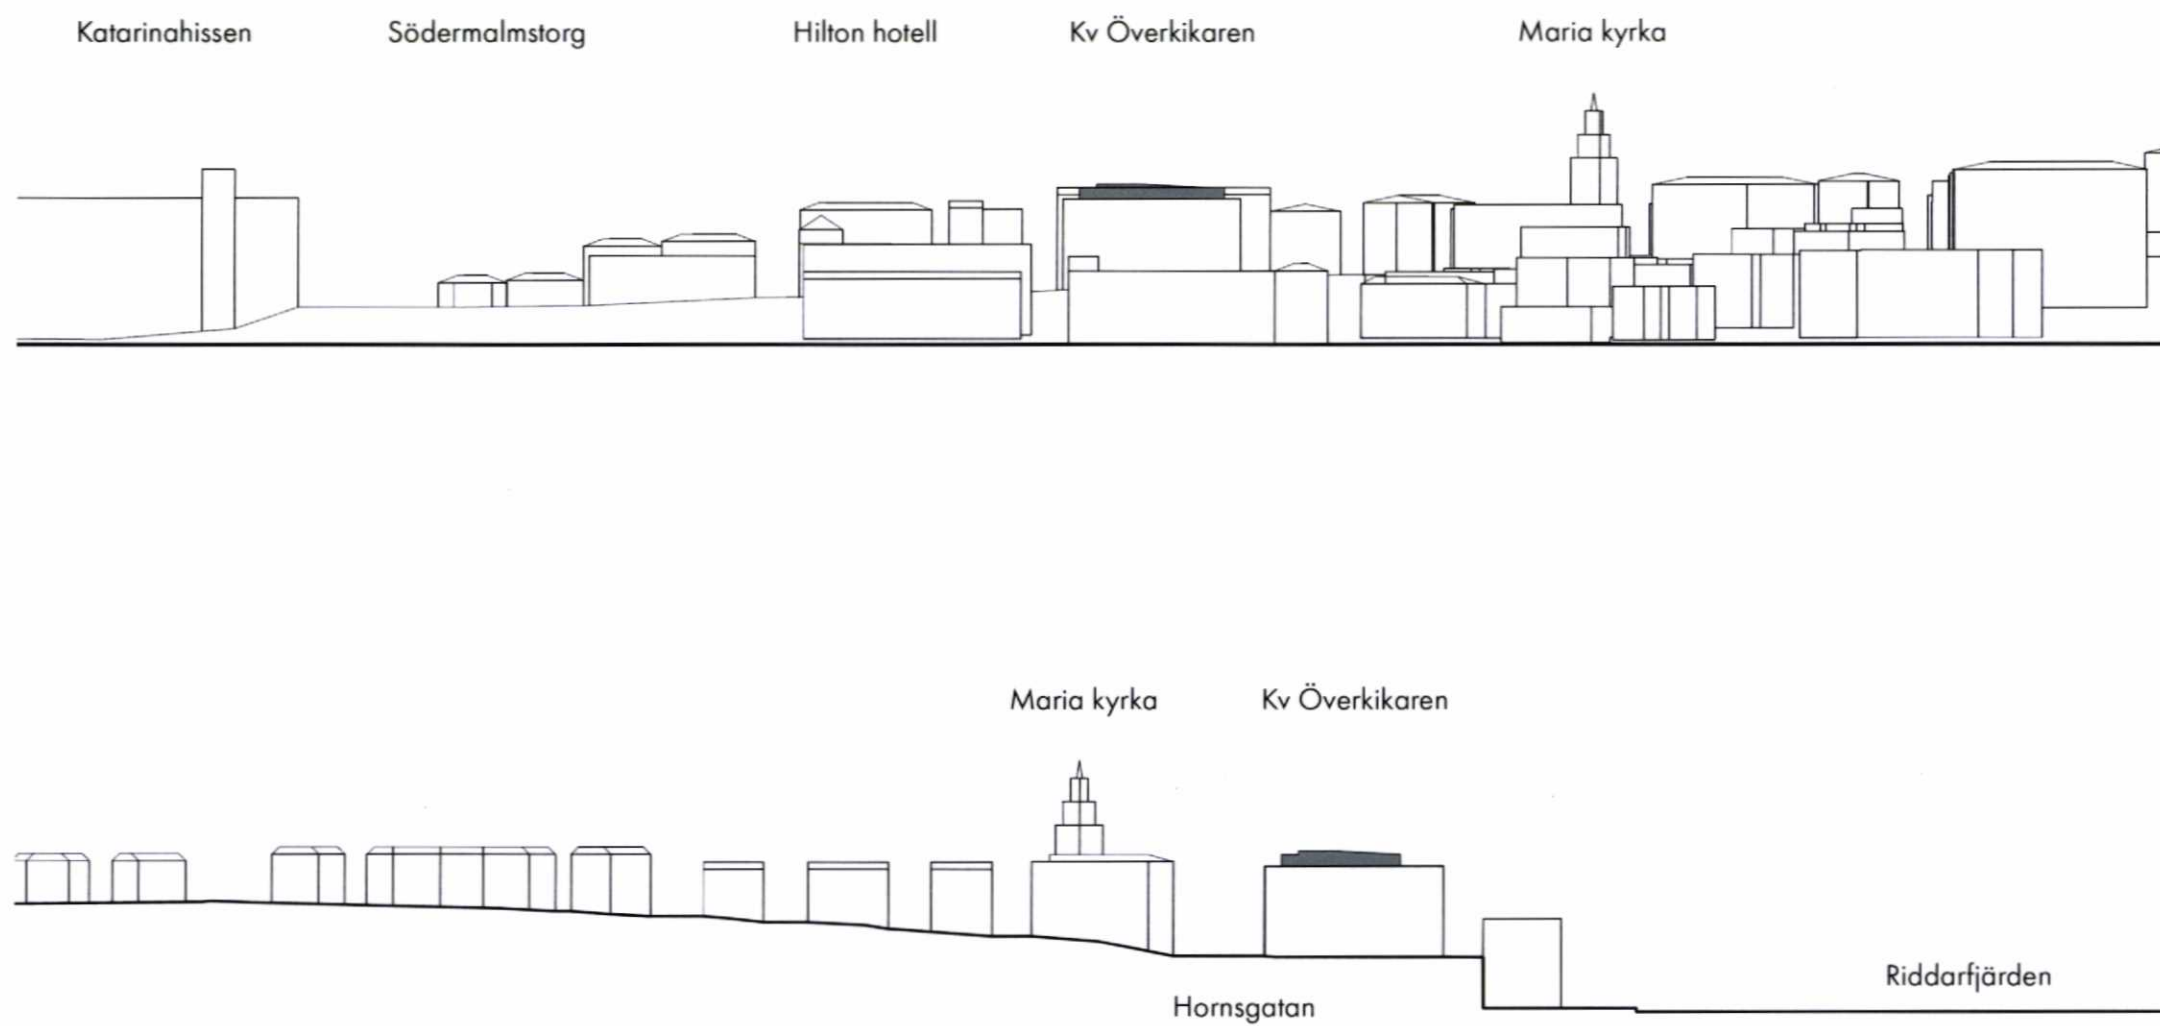 Katarinahissen
Södermalmstorg
Hilton hotell
Kv Överkikaren
Maria kyrka
Maria kyrka
Kv Överkikaren
Riddarfjärden
Hornsgatan